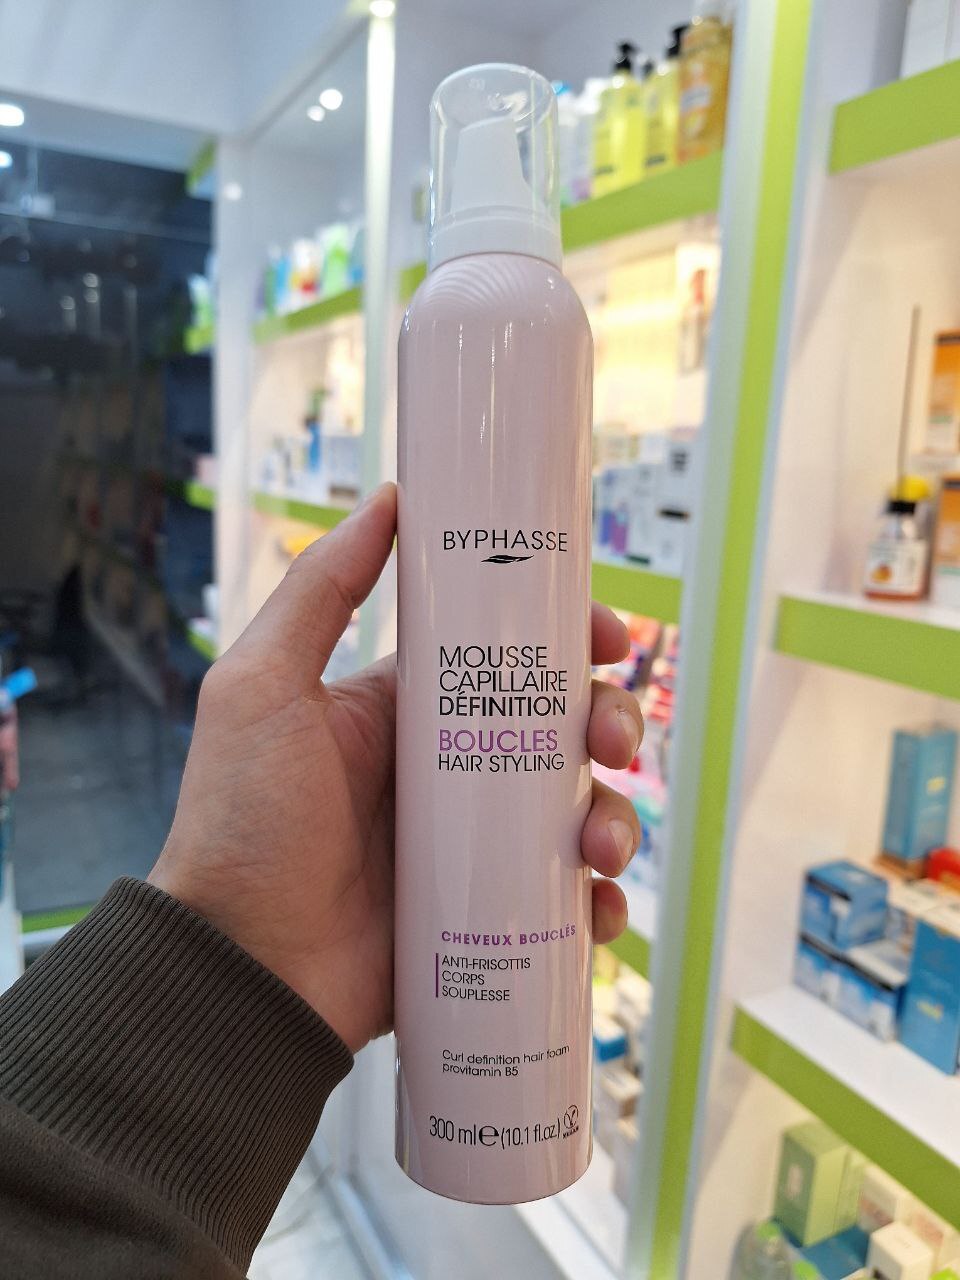 BYPHASSE
MOUSSE
CAPILLAIRE
DÉFINITION
BOUCLES
HAIR STYLING
CHEVEUX BOUCLÉS
ANTI-FRISOTTIS
CORPS
SOUPLESSE
Curl definition hair foam
provitamin B5
300 ml e (10.1 fl.oz.)
VEGAN